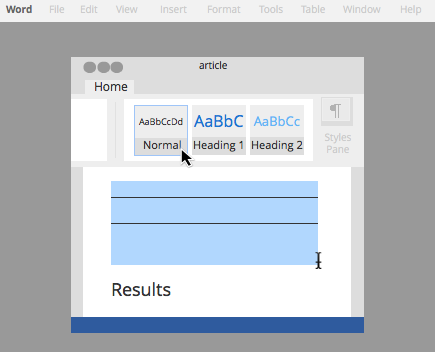 Word File Edit View Insert Format Tools Table Window Help
article
Home
AaBbCcDd AaBbC AaBbCc ¶
Normal Heading 1 Heading 2
Styles
Pane
Results